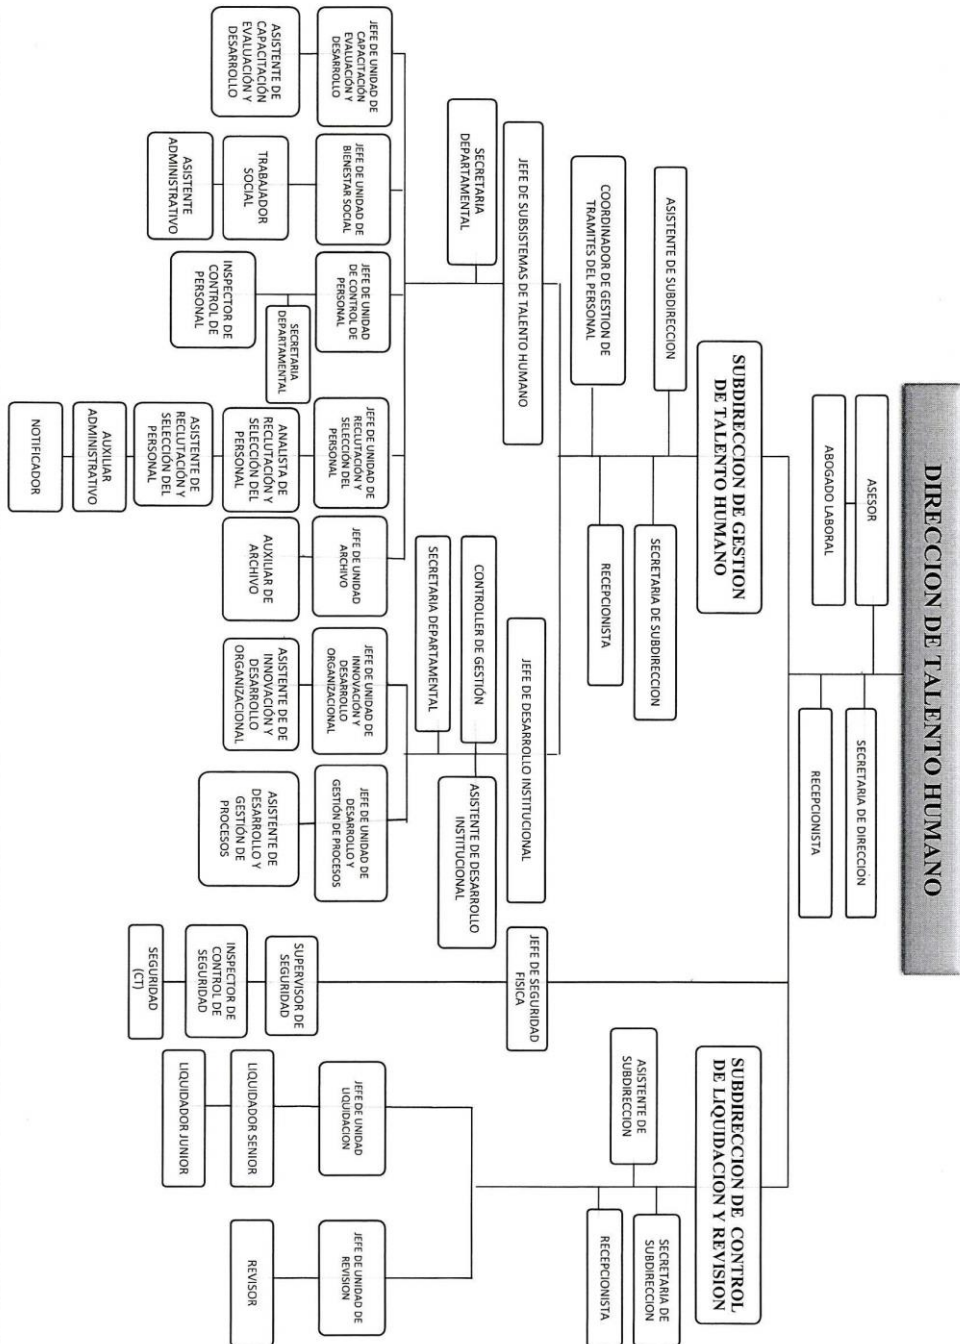 DIRECCION DE TALENTO HUMANO
ASESOR
SECRETARIA DE DIRECCIÓN
ABOGADO LABORAL
RECEPCIONISTA
SUBDIRECCION DE GESTION
DE TALENTO HUMANO
ASISTENTE DE SUBDIRECCION
SECRETARIA DE SUBDIRECCION
COORDINADOR DE GESTION DE
TRAMITES DEL PERSONAL
RECEPCIONISTA
JEFE DE SUBSISTEMAS DE TALENTO HUMANO
SECRETARIA
DEPARTAMENTAL
JEFE DE UNIDAD DE
CAPACITACIÓN
EVALUACIÓN Y
DESARROLLO
ASISTENTE DE
CAPACITACIÓN
EVALUACIÓN Y
DESARROLLO
JEFE DE UNIDAD DE
BIENESTAR SOCIAL
TRABAJADOR
SOCIAL
ASISTENTE
ADMINISTRATIVO
JEFE DE UNIDAD
DE CONTROL DE
PERSONAL
SECRETARIA
DEPARTAMENTAL
INSPECTOR DE
CONTROL DE
PERSONAL
JEFE DE UNIDAD DE
RECLUTACIÓN Y
SELECCIÓN DEL
PERSONAL
ANALISTA DE
RECLUTACIÓN Y
SELECCIÓN DEL
PERSONAL
ASISTENTE DE
RECLUTACIÓN Y
SELECCIÓN DEL
PERSONAL
AUXILIAR
ADMINISTRATIVO
NOTIFICADOR
JEFE DE UNIDAD
ARCHIVO
AUXILIAR DE
ARCHIVO
JEFE DE DESARROLLO INSTITUCIONAL
CONTROLLER DE GESTIÓN
ASISTENTE DE DESARROLLO
INSTITUCIONAL
SECRETARIA DEPARTAMENTAL
JEFE DE UNIDAD DE
INNOVACIÓN Y
DESARROLLO
ORGANIZACIONAL
ASISTENTE DE DE
INNOVACIÓN Y
DESARROLLO
ORGANIZACIONAL
JEFE DE UNIDAD DE
DESARROLLO Y
GESTIÓN DE PROCESOS
ASISTENTE DE
DESARROLLO Y
GESTIÓN DE
PROCESOS
JEFE DE SEGURIDAD
FISICA
SUPERVISOR DE
SEGURIDAD
INSPECTOR DE
CONTROL DE
SEGURIDAD
SEGURIDAD
(CT)
SUBDIRECCION DE CONTROL
DE LIQUIDACION Y REVISION
ASISTENTE DE
SUBDIRECCION
SECRETARIA DE
SUBDIRECCION
RECEPCIONISTA
JEFE DE UNIDAD
LIQUIDACION
LIQUIDADOR SENIOR
LIQUIDADOR JUNIOR
JEFE DE UNIDAD DE
REVISION
REVISOR